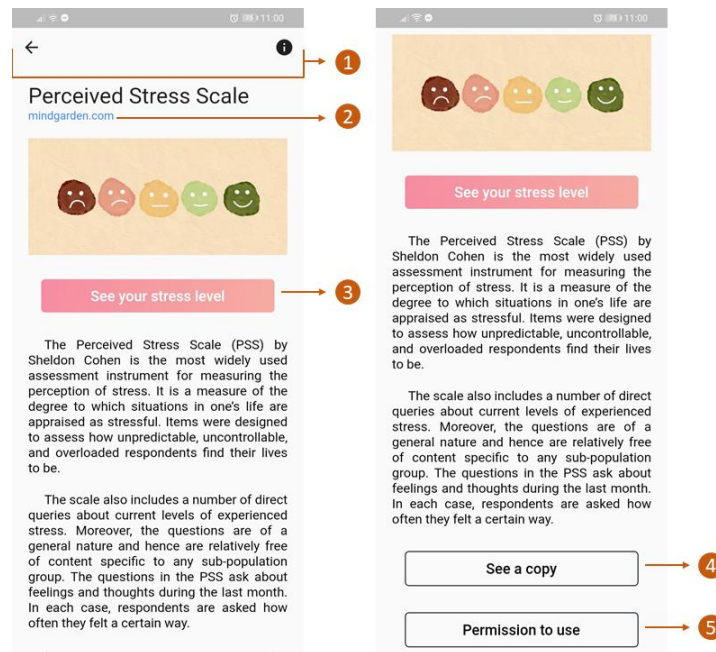 11:00
1
Perceived Stress Scale
mindgarden.com
2
See your stress level
3
The Perceived Stress Scale (PSS) by
Sheldon Cohen is the most widely used
assessment instrument for measuring the
perception of stress. It is a measure of the
degree to which situations in one's life are
appraised as stressful. Items were designed
to assess how unpredictable, uncontrollable,
and overloaded respondents find their lives
to be.
The scale also includes a number of direct
queries about current levels of experienced
stress. Moreover, the questions are of a
general nature and hence are relatively free
of content specific to any sub-population
group. The questions in the PSS ask about
feelings and thoughts during the last month.
In each case, respondents are asked how
often they felt a certain way.
11:00
See your stress level
The Perceived Stress Scale (PSS) by
Sheldon Cohen is the most widely used
assessment instrument for measuring the
perception of stress. It is a measure of the
degree to which situations in one's life are
appraised as stressful. Items were designed
to assess how unpredictable, uncontrollable,
and overloaded respondents find their lives
to be.
The scale also includes a number of direct
queries about current levels of experienced
stress. Moreover, the questions are of a
general nature and hence are relatively free
of content specific to any sub-population
group. The questions in the PSS ask about
feelings and thoughts during the last month.
In each case, respondents are asked how
often they felt a certain way.
See a copy
4
Permission to use
5